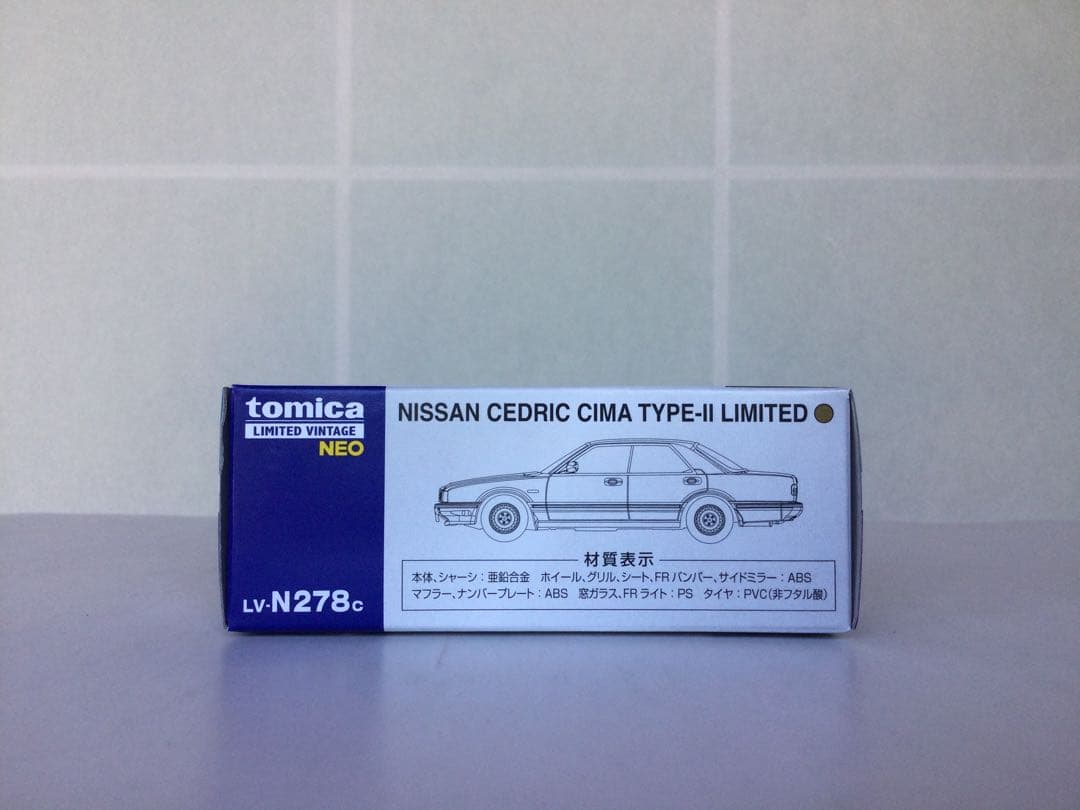 tomica
LIMITED VINTAGE
NEO
LV-N278c
NISSAN CEDRIC CIMA TYPE-II LIMITED
材質表示
本体、シャーシ:亜鉛合金 ホイール、グリル、シート、FRバンパー、サイドミラー:ABS
マフラー、ナンバープレート:ABS 窓ガラス、FRライト:PS タイヤ:PVC(非フタル酸)